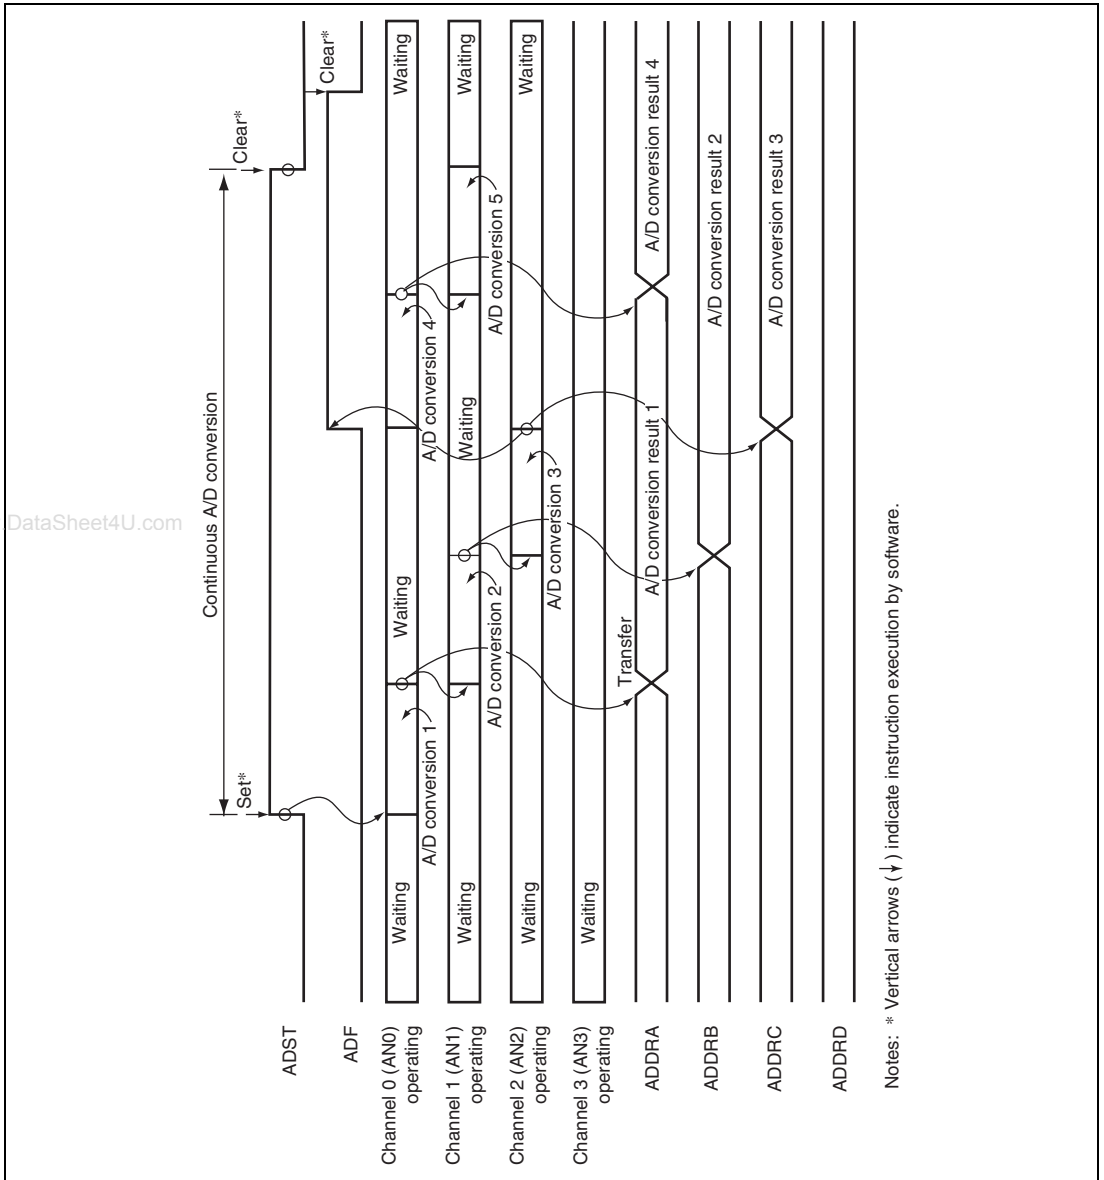 Continuous A/D conversion
Set*
Clear*
ADST
Clear*
ADF
Channel 0 (AN0)
operating
Waiting
Waiting
Waiting
A/D conversion 1
A/D conversion 4
Channel 1 (AN1)
operating
Waiting
Waiting
Waiting
A/D conversion 2
A/D conversion 5
Channel 2 (AN2)
operating
Waiting
Waiting
A/D conversion 3
Channel 3 (AN3)
operating
Waiting
Transfer
ADDRA
A/D conversion result 1
A/D conversion result 4
ADDRB
A/D conversion result 2
ADDRC
A/D conversion result 3
ADDRD
Notes: * Vertical arrows (↓) indicate instruction execution by software.
DataSheet4U.com